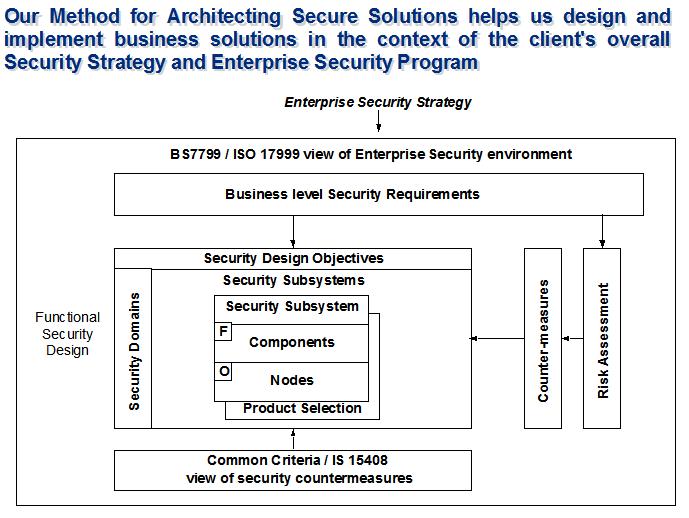 Our Method for Architecting Secure Solutions helps us design and
implement business solutions in the context of the client's overall
Security Strategy and Enterprise Security Program
Enterprise Security Strategy
BS7799 / ISO 17999 view of Enterprise Security environment
Business level Security Requirements
Security Design Objectives
Security Subsystems
Functional
Security
Design
Security Domains
Security Subsystem
F
Components
O
Nodes
Product Selection
Counter-measures
Risk Assessment
Common Criteria / IS 15408
view of security countermeasures